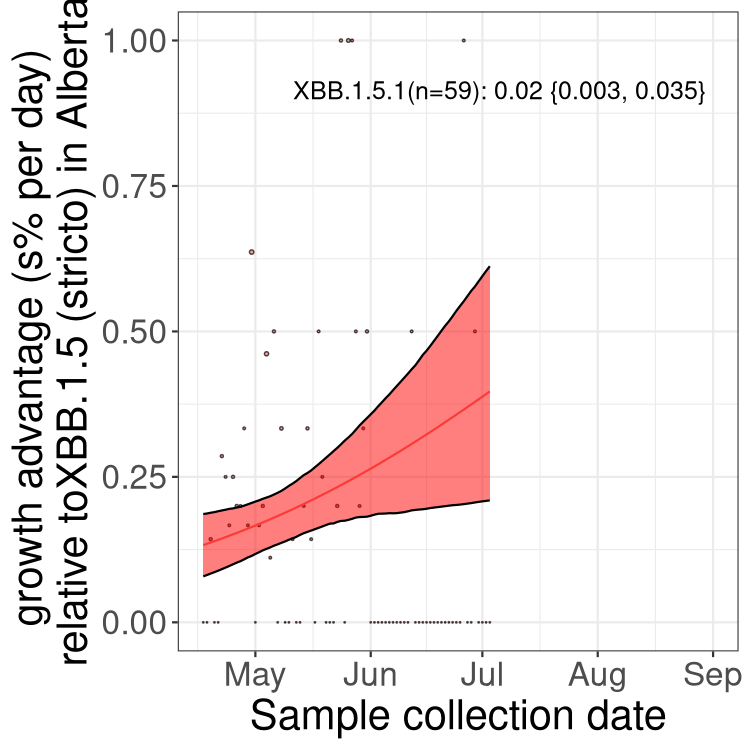 growth advantage (s% per day)
relative toXBB.1.5 (stricto) in Alberta
1.00
0.75
0.50
0.25
0.00
XBB.1.5.1(n=59): 0.02 {0.003, 0.035}
May Jun Jul Aug Sep
Sample collection date